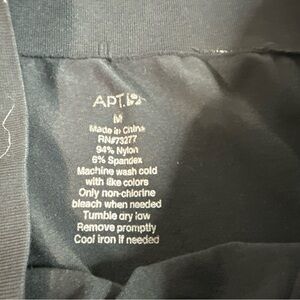 APT.9
M
Made in China
RN#73277
94% Nylon
6% Spandex
Machine wash cold
with like colors
Only non-chlorine
bleach when needed
Tumble dry low
Remove promptly
Cool iron if needed